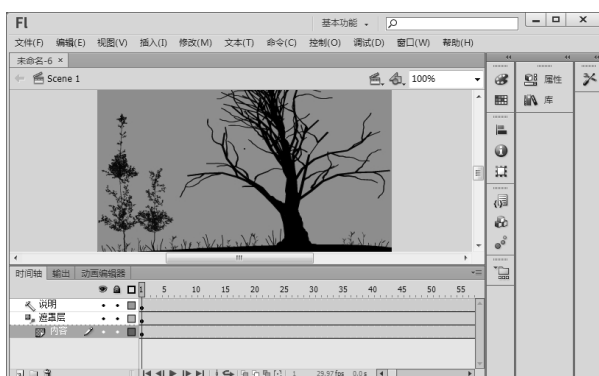 Fl 基本功能
文件(F) 编辑(E) 视图(V) 插入(I) 修改(M) 文本(T) 命令(C) 控制(O) 调试(D) 窗口(W) 帮助(H)
未命名-6 ×
Scene 1 100%
属性
库
时间轴 输出 动画编辑器
1 5 10 15 20 25 30 35 40 45 50 55
说明
遮罩层
内容
1 29.97 fps 0.0 s